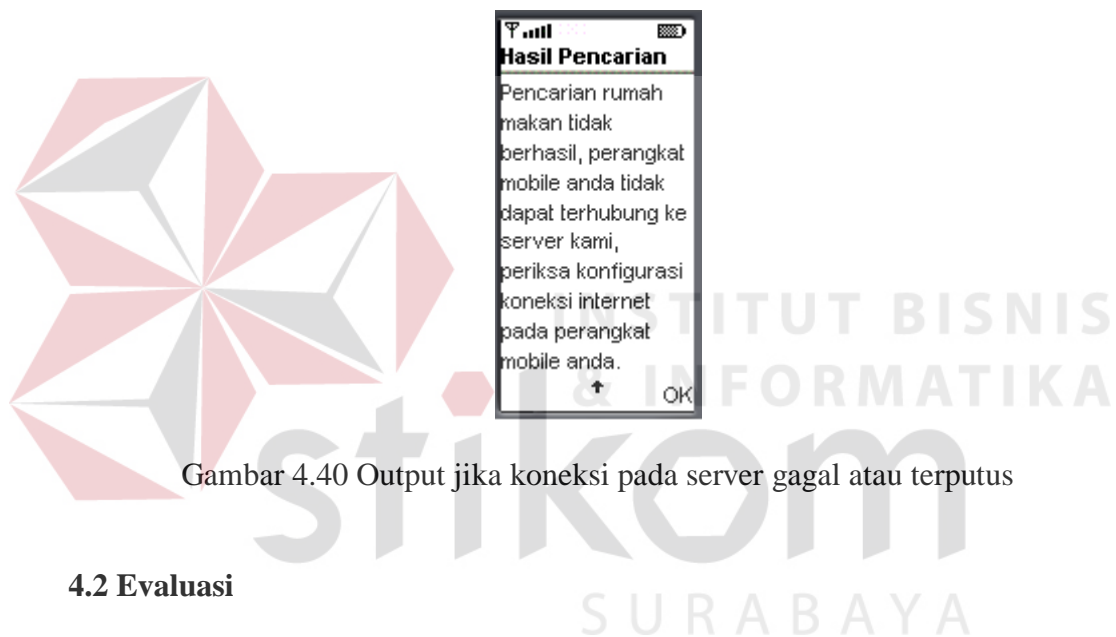 Hasil Pencarian
Pencarian rumah
makan tidak
berhasil, perangkat
mobile anda tidak
dapat terhubung ke
server kami,
periksa konfigurasi
koneksi internet
pada perangkat
mobile anda.
OK
INSTITUT BISNIS
& INFORMATIKA
stikom
SURABAYA
Gambar 4.40 Output jika koneksi pada server gagal atau terputus
4.2 Evaluasi